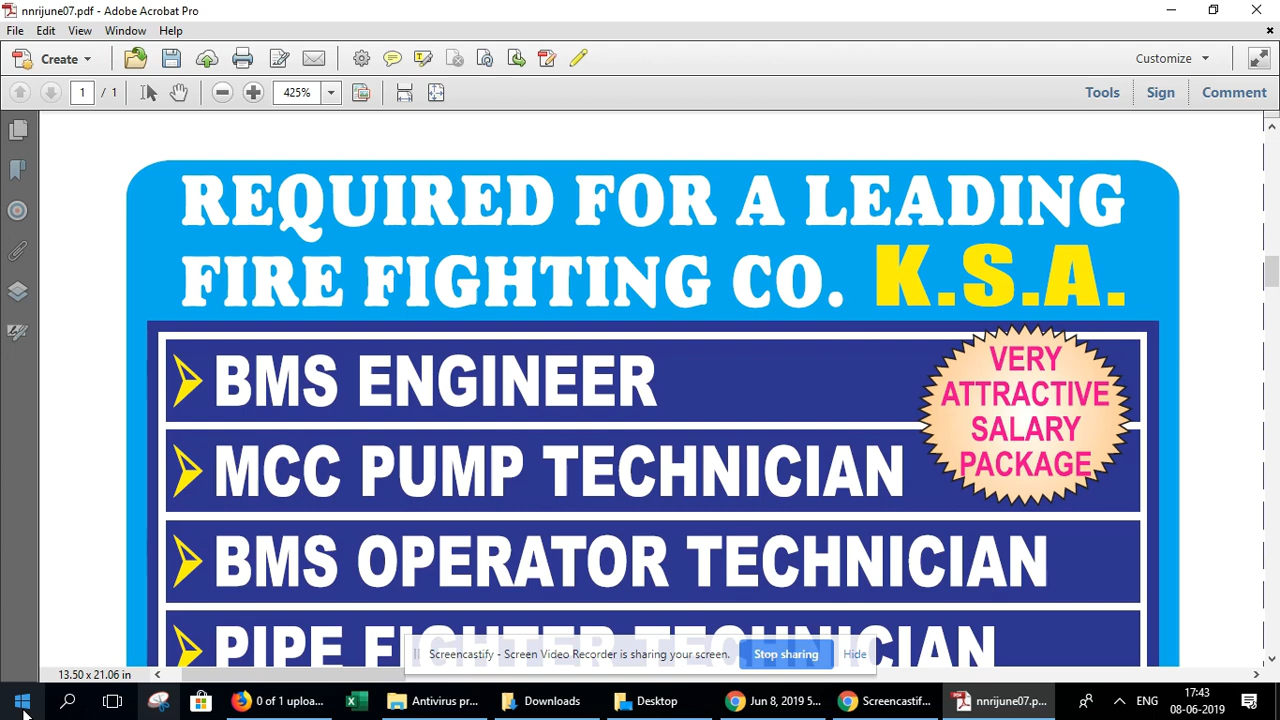 nnrijune07.pdf - Adobe Acrobat Pro
File Edit View Window Help
Create Customize
1 / 1 425% Tools Sign Comment
REQUIRED FOR A LEADING
FIRE FIGHTING CO. K.S.A.
VERY
ATTRACTIVE
SALARY
PACKAGE
BMS ENGINEER
MCC PUMP TECHNICIAN
BMS OPERATOR TECHNICIAN
PIPE FIGHTER TECHNICIAN
Screencastify - Screen Video Recorder is sharing your screen. Stop sharing Hide
13.50 x 21.06 in
0 of 1 uploa... Antivirus pr... Downloads Desktop Jun 8, 2019 5... Screencastif... nnrijune07.p... ENG 17:43
08-06-2019